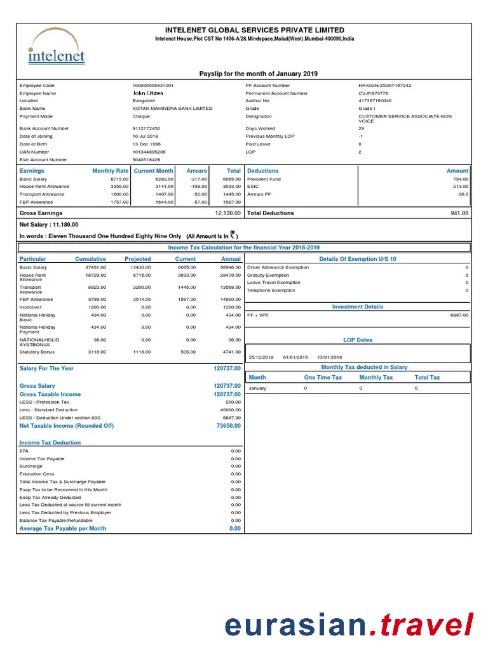 intelenet
INTELENET GLOBAL SERVICES PRIVATE LIMITED
Intelenet House,Plot CST No 1406-A/28,Mindspace,Malad(West),Mumbai-400090,India
Payslip for the month of January 2019
Employee Code
Employee Name John Citizen
Location Bangalore
Bank Name KOTAK MAHINDRA BANK LIMITED
Payment Mode Cheque
Bank Account Number 9112172452
Date of Joining 10 Jul 2018
Date of Birth 13 Dec 1996
UAN Number
Esic Account Number
PF Account Number
Permanent Account Number
Aadhar No
Grade Grade I
Designation CUSTOMER SERVICE ASSOCIATE-NON VOICE
Days Worked 29
Previous Monthly LOP -1
Paid Leave 0
LOP 2
Arrears PF
Earnings Monthly Rate Current Month Arrears Total Deductions Amount
Basic Salary 6715.00 6282.00 -217.00 6065.00 Provident Fund 754.00
House Rent Allowance 3358.00 3141.00 -108.00 3033.00 ESIC 213.00
Transport Allowance 1600.00 1497.00 -52.00 1445.00 Arrears PF -26.0
FBP Allowance 1757.00 1644.00 -57.00 1587.00
Gross Earnings 12,130.00 Total Deductions 941.00
Net Salary : 11,189.00
In words : Eleven Thousand One Hundred Eighty Nine Only (All Amount is in ₹ )
Income Tax Calculation for the financial Year 2018-2019
Particular Cumulative Projected Current Annual
Basic Salary 37451.00 13430.00 6065.00 56946.00
House Rent Allowance 18729.00 6716.00 3033.00 28478.00
Transport Allowance 8923.00 3200.00 1445.00 13568.00
FBP Allowance 9799.00 3514.00 1587.00 14900.00
Incentives 1200.00 0.00 0.00 1200.00
National Holiday Basic 434.00 0.00 0.00 434.00
National Holiday Payment 434.00 0.00 0.00 434.00
NATIONALHOLID AYSTBONUS 36.00 0.00 0.00 36.00
Statutory Bonus 3118.00 1118.00 505.00 4741.00
Salary For The Year 120737.00
Gross Salary 120737.00
Gross Taxable Income 120737.00
LESS : Profession Tax 200.00
Less : Standard Deduction 40000.00
LESS : Deduction Under section 80C 6887.00
Net Taxable Income (Rounded Off) 73650.00
Income Tax Deduction
87A 0.00
Income Tax Payable 0.00
Surcharge 0.00
Education Cess 0.00
Total Income Tax & Surcharge Payable 0.00
Esop Tax to be Recovered in this Month 0.00
Esop Tax Already Deducted 0.00
Less Tax Deducted at source till current month 0.00
Less Tax Deducted by Previous Employer 0.00
Balance Tax Payable/Refundable 0.00
Average Tax Payable per Month 0.00
Details Of Exemption U/S 10
Driver Allowance Exemption 0
Gratuity Exemption 0
Leave Travel Exemption 0
Telephone Exemption 0
Investment Details
PF + VPF 6887.00
LOP Dates
25/12/2018 01/01/2019 13/01/2019
Monthly Tax deducted in Salary
Month One Time Tax Monthly Tax Total Tax
January 0 0 0
eurasian.travel